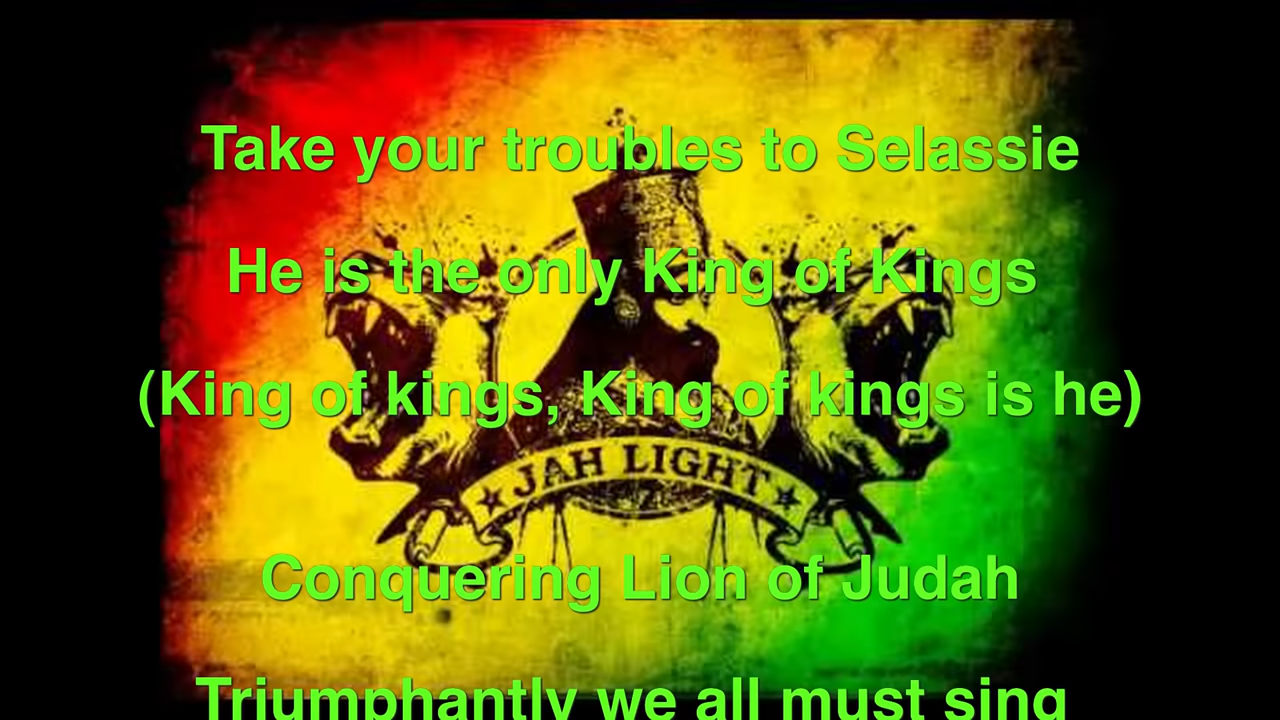 Take your troubles to Selassie
He is the only King of Kings
(King of kings, King of kings is he)
JAH LIGHT
Conquering Lion of Judah
Triumphantly we all must sing